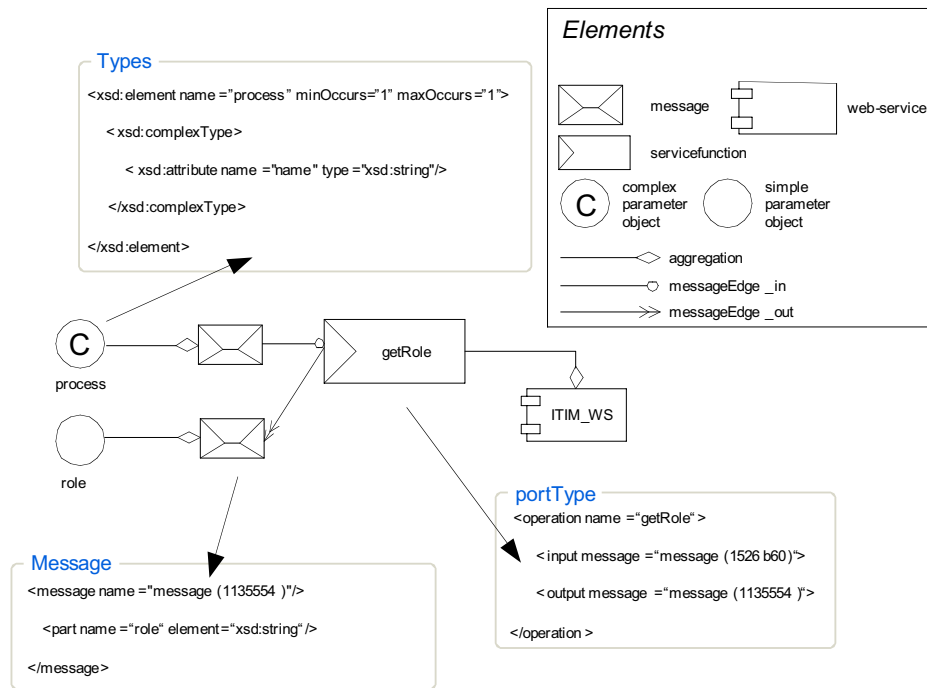 Elements
message
web-service
servicefunction
C
complex
parameter
object
simple
parameter
object
aggregation
messageEdge _in
messageEdge _out
Types
<xsd:element name ="process" minOccurs="1" maxOccurs ="1">
< xsd:complexType>
< xsd:attribute name ="name" type ="xsd:string"/>
</xsd:complexType>
</xsd:element>
C
process
getRole
ITIM_WS
role
portType
<operation name =“getRole“ >
< input message =“message (1526 b60)“>
< output message =“message (1135554 )“>
</operation >
Message
<message name ="message (1135554 )"/>
<part name =“role“ element=“xsd:string“ />
</message>